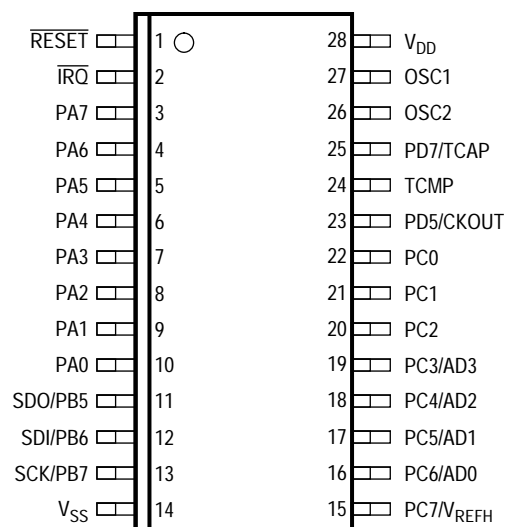 RESET 1 28 VDD
IRQ 2 27 OSC1
PA7 3 26 OSC2
PA6 4 25 PD7/TCAP
PA5 5 24 TCMP
PA4 6 23 PD5/CKOUT
PA3 7 22 PC0
PA2 8 21 PC1
PA1 9 20 PC2
PA0 10 19 PC3/AD3
SDO/PB5 11 18 PC4/AD2
SDI/PB6 12 17 PC5/AD1
SCK/PB7 13 16 PC6/AD0
VSS 14 15 PC7/VREFH